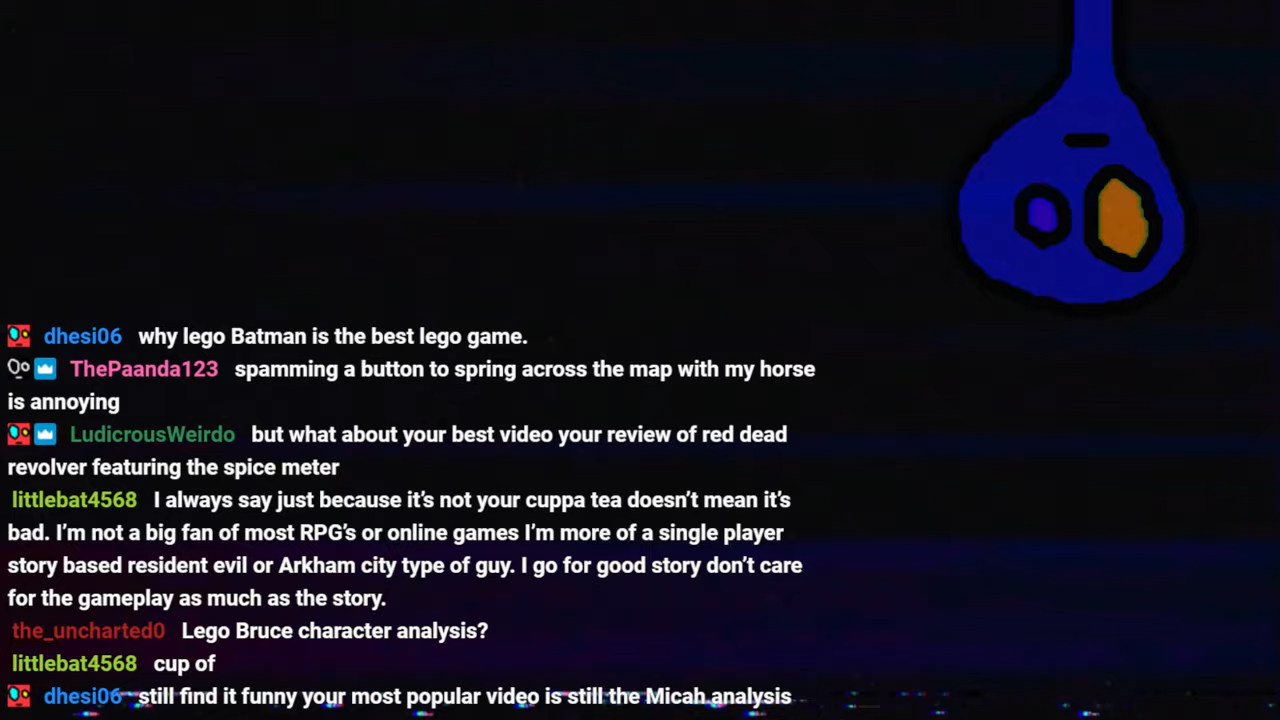 dhesi06 why lego Batman is the best lego game.
ThePaanda123 spamming a button to spring across the map with my horse
is annoying
LudicrousWeirdo but what about your best video your review of red dead
revolver featuring the spice meter
littlebat4568 I always say just because it’s not your cuppa tea doesn’t mean it’s
bad. I’m not a big fan of most RPG’s or online games I’m more of a single player
story based resident evil or Arkham city type of guy. I go for good story don’t care
for the gameplay as much as the story.
the_uncharted0 Lego Bruce character analysis?
littlebat4568 cup of
dhesi06 still find it funny your most popular video is still the Micah analysis